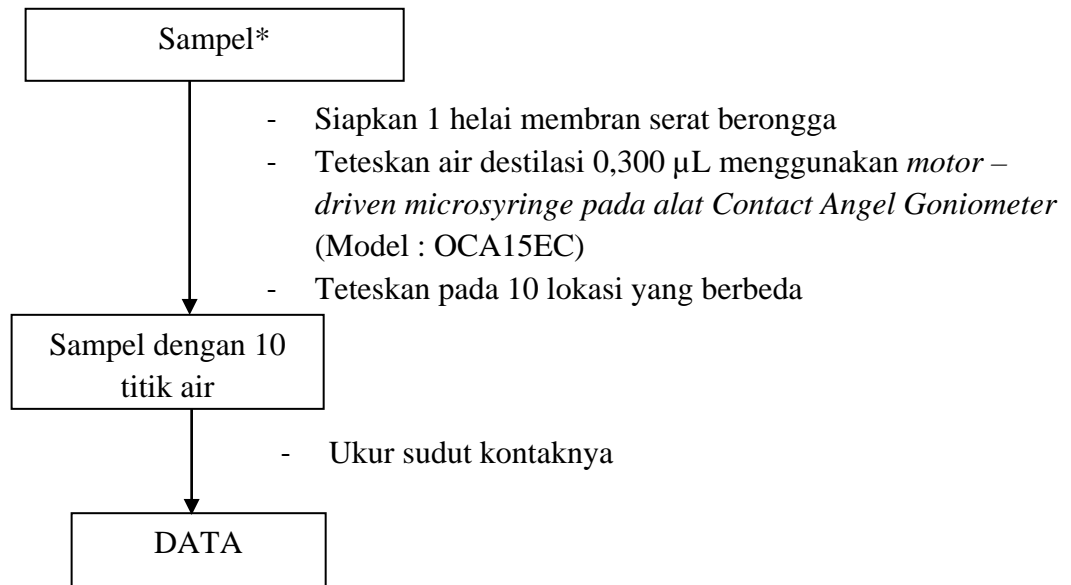 Sampel*
- Siapkan 1 helai membran serat berongga
- Teteskan air destilasi 0,300 µL menggunakan motor –
driven microsyringe pada alat Contact Angel Goniometer
(Model : OCA15EC)
- Teteskan pada 10 lokasi yang berbeda
Sampel dengan 10
titik air
- Ukur sudut kontaknya
DATA